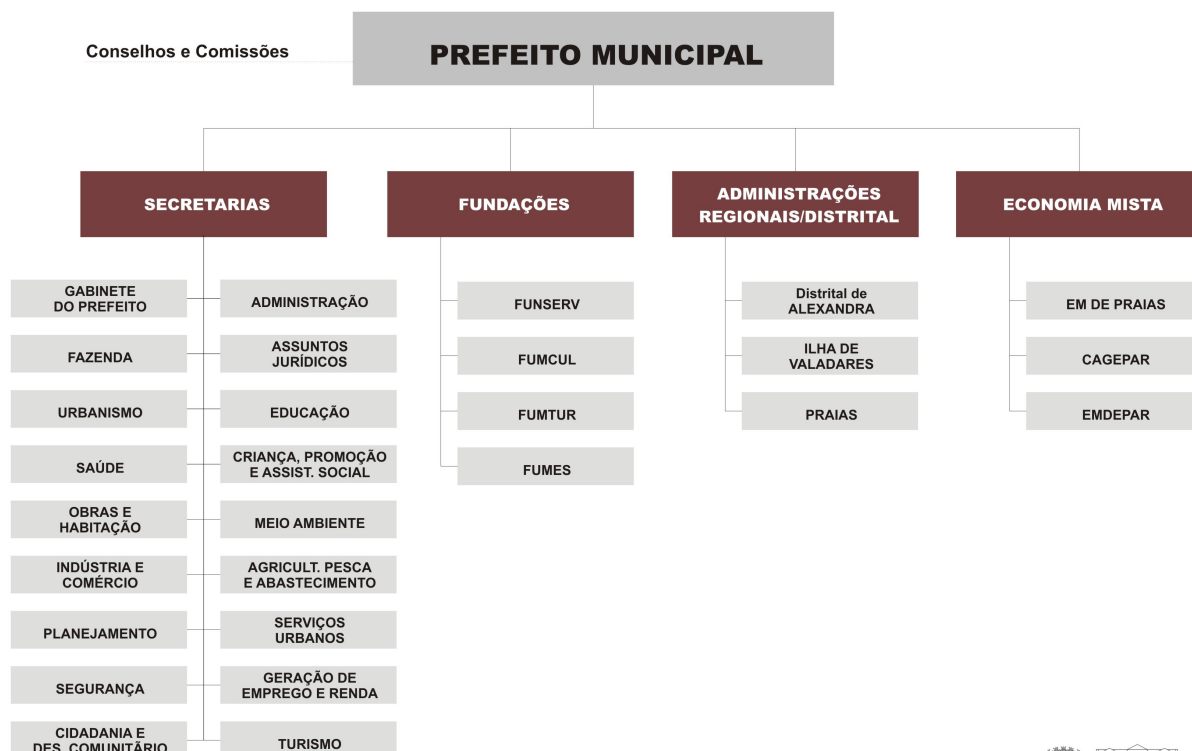 Conselhos e Comissões
PREFEITO MUNICIPAL
SECRETARIAS
GABINETE
DO PREFEITO
ADMINISTRAÇÃO
FAZENDA
ASSUNTOS
JURÍDICOS
URBANISMO
EDUCAÇÃO
SAÚDE
CRIANÇA, PROMOÇÃO
E ASSIST. SOCIAL
OBRAS E
HABITAÇÃO
MEIO AMBIENTE
INDÚSTRIA E
COMÉRCIO
AGRICULT. PESCA
E ABASTECIMENTO
PLANEJAMENTO
SERVIÇOS
URBANOS
SEGURANÇA
GERAÇÃO DE
EMPREGO E RENDA
CIDADANIA E
DES. COMUNITÁRIO
TURISMO
FUNDAÇÕES
FUNSERV
FUMCUL
FUMTUR
FUMES
ADMINISTRAÇÕES
REGIONAIS/DISTRITAL
Distrital de
ALEXANDRA
ILHA DE
VALADARES
PRAIAS
ECONOMIA MISTA
EM DE PRAIAS
CAGEPAR
EMDEPAR